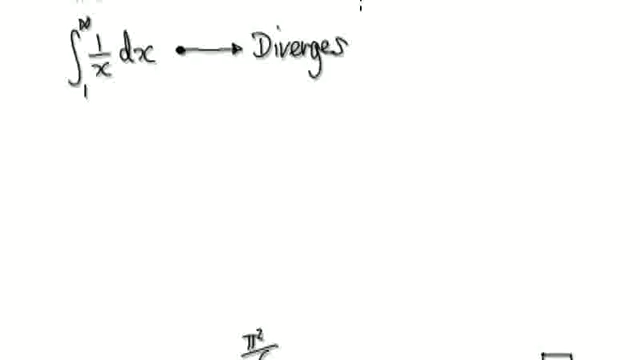 ∫₁^∞ 1/x dx •→ Diverges
π²/6